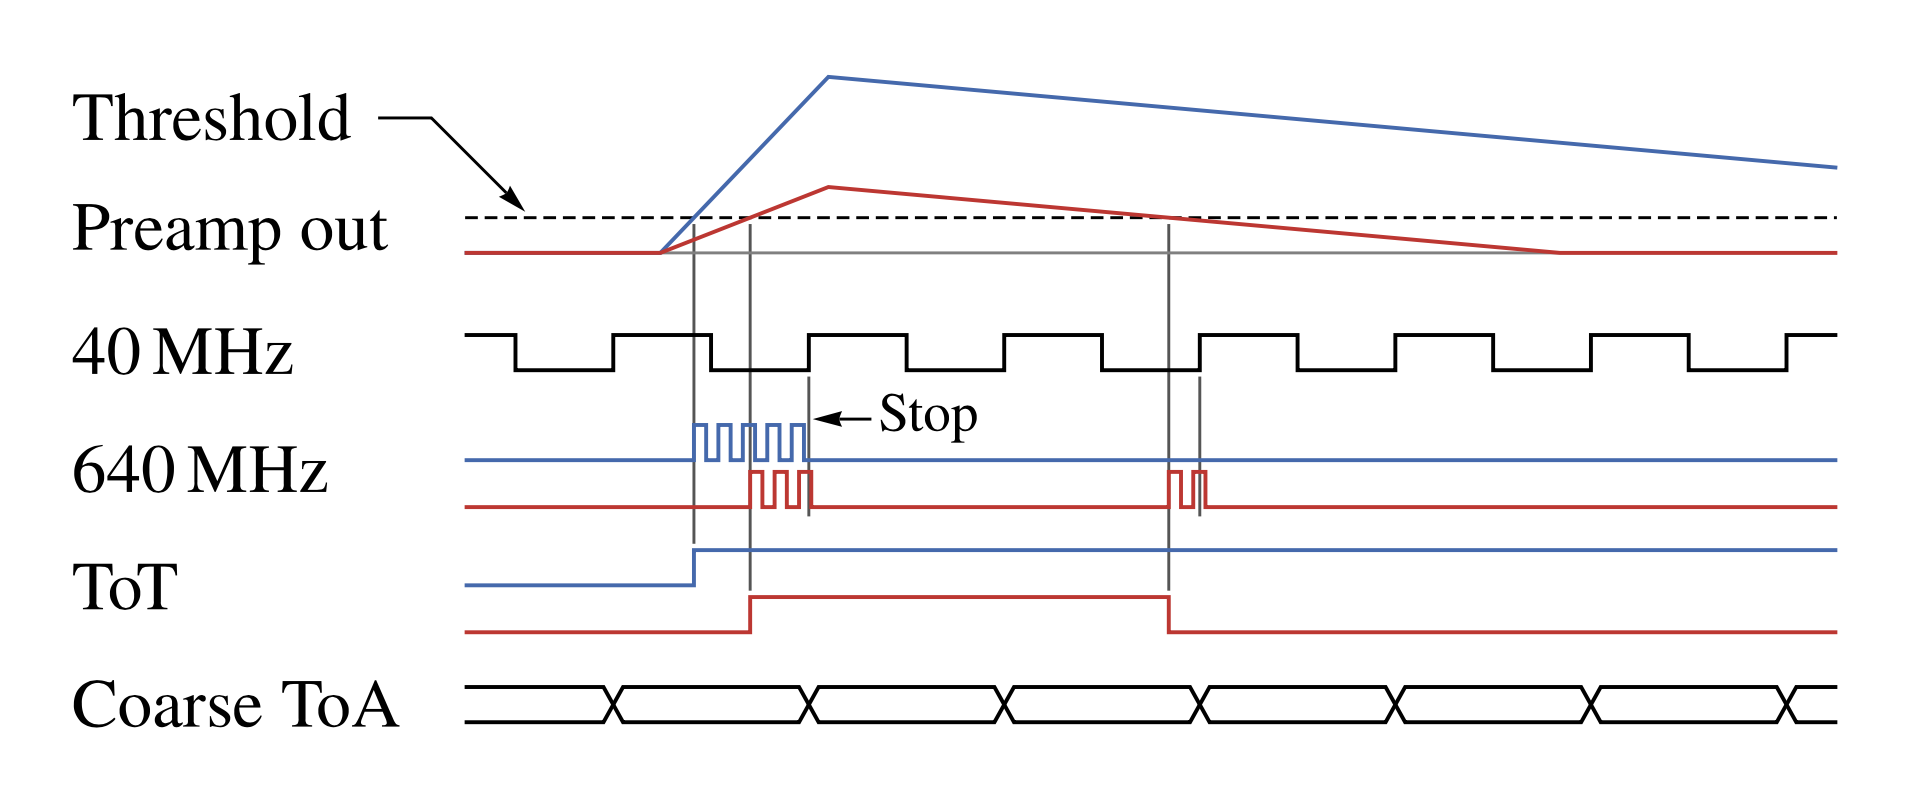 Threshold
Preamp out
40 MHz
Stop
640 MHz
ToT
Coarse ToA